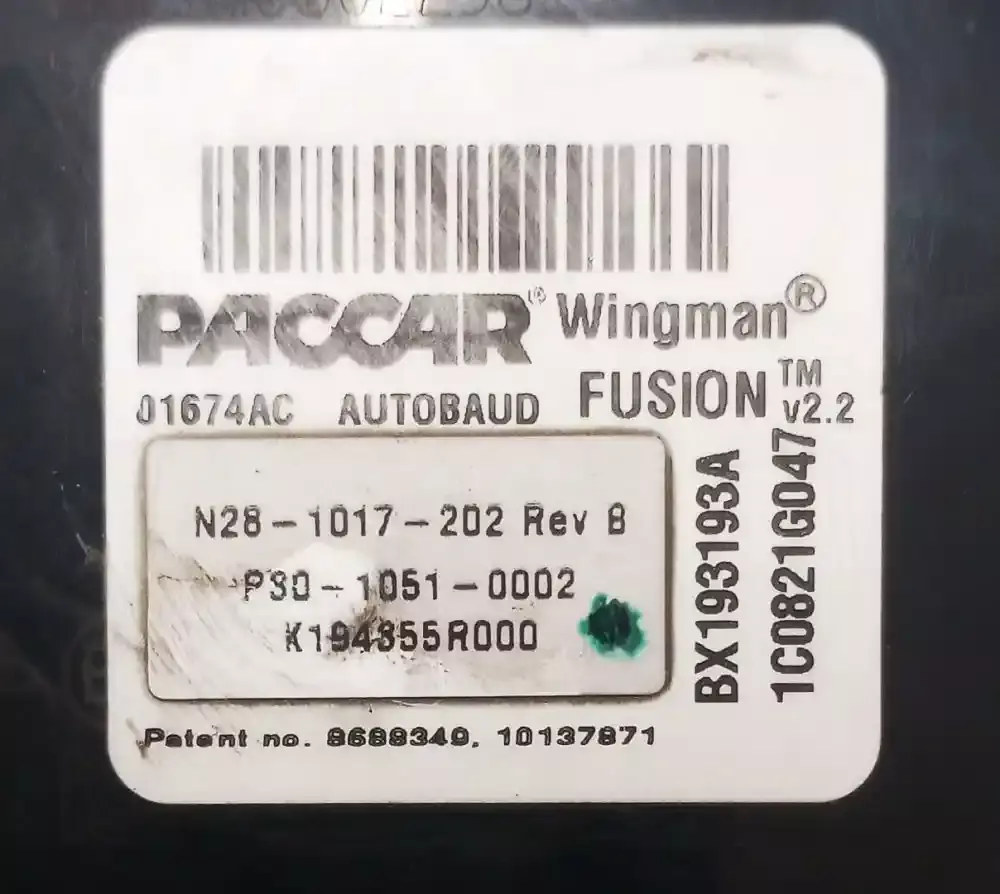 PACCAR® Wingman®
01674AC AUTOBAUD FUSION™ v2.2
N28-1017-202 Rev B
P30-1051-0002
K194355R000
BX193193A
1C0821G047
Patent no. 8688349, 10137871